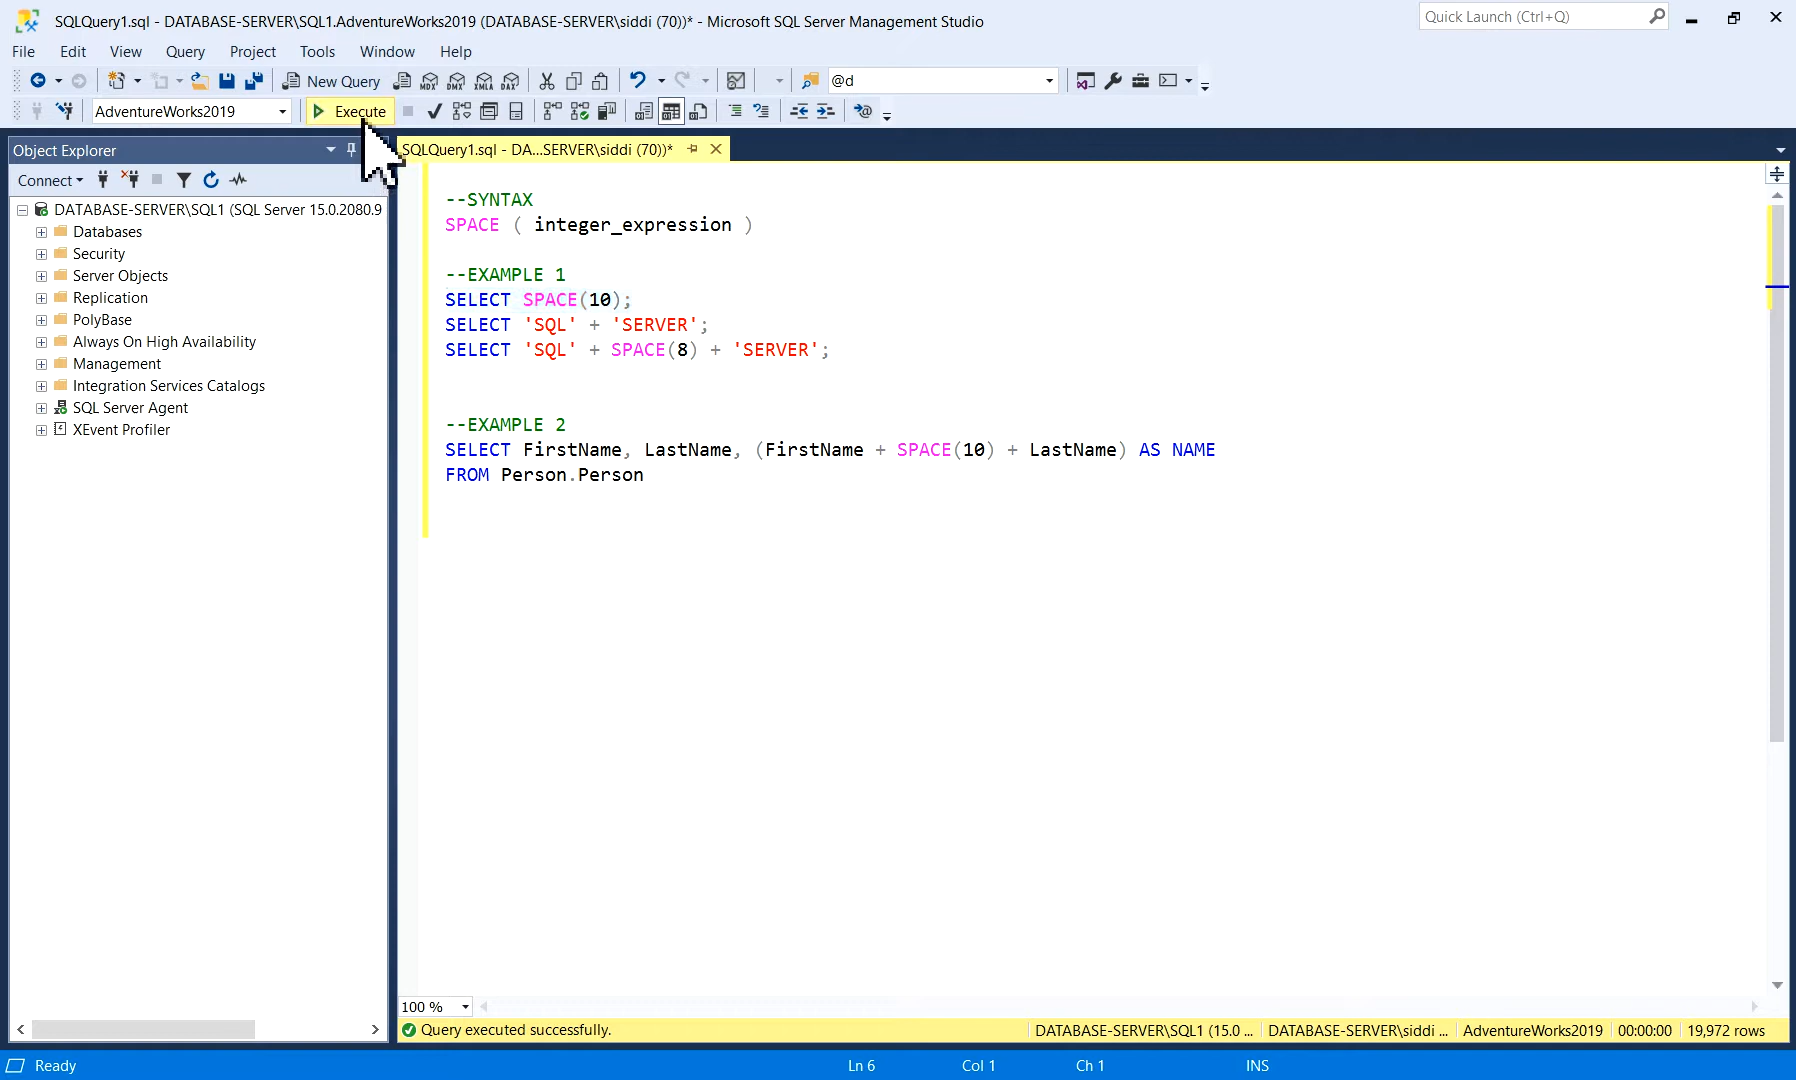 SQLQuery1.sql - DATABASE-SERVER\SQL1.AdventureWorks2019 (DATABASE-SERVER\siddi (70))* - Microsoft SQL Server Management Studio
Quick Launch (Ctrl+Q)
File Edit View Query Project Tools Window Help
New Query MDX DMX XMLA DAX @d
AdventureWorks2019 Execute
Object Explorer
SQLQuery1.sql - DA...SERVER\siddi (70))*
Connect
DATABASE-SERVER\SQL1 (SQL Server 15.0.2080.9
Databases
Security
Server Objects
Replication
PolyBase
Always On High Availability
Management
Integration Services Catalogs
SQL Server Agent
XEvent Profiler
--SYNTAX
SPACE ( integer_expression )
--EXAMPLE 1
SELECT SPACE(10);
SELECT 'SQL' + 'SERVER';
SELECT 'SQL' + SPACE(8) + 'SERVER';
--EXAMPLE 2
SELECT FirstName, LastName, (FirstName + SPACE(10) + LastName) AS NAME
FROM Person.Person
100 %
Query executed successfully. DATABASE-SERVER\SQL1 (15.0 ... DATABASE-SERVER\siddi ... AdventureWorks2019 00:00:00 19,972 rows
Ready Ln 6 Col 1 Ch 1 INS